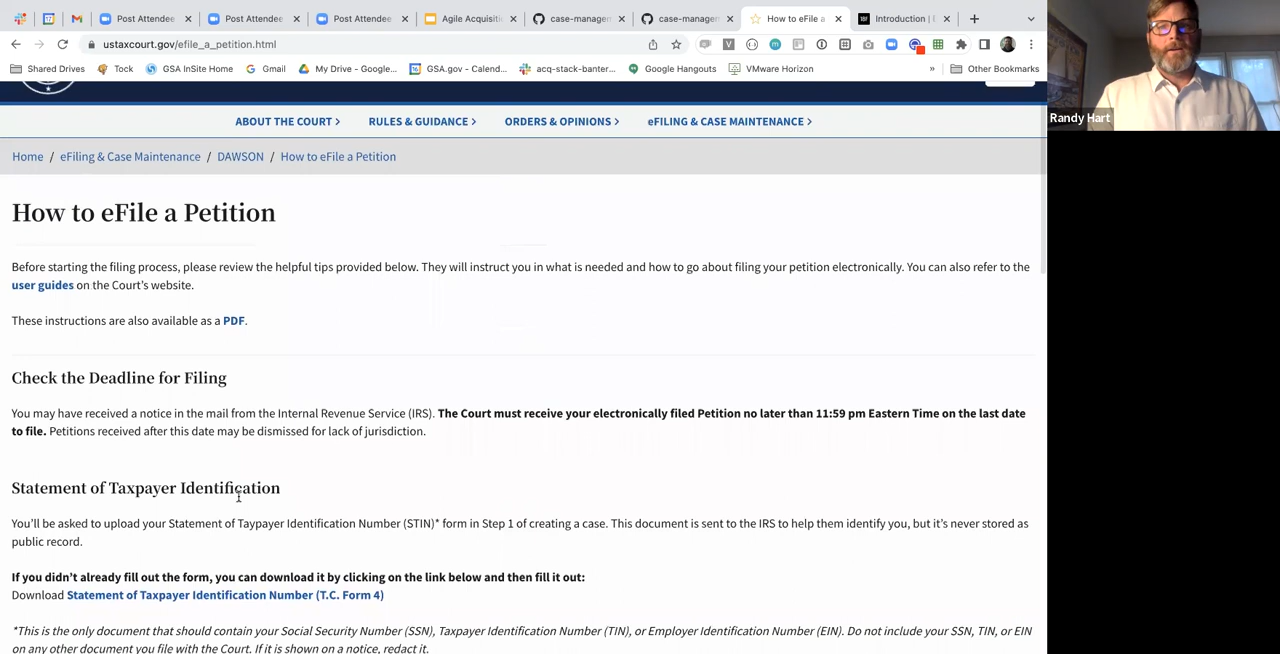 Post Attendee
Post Attendee
Post Attendee
Agile Acquisiti
case-managem
case-managem
How to eFile a
Introduction |
ustaxcourt.gov/efile_a_petition.html
Shared Drives
Tock
GSA InSite Home
Gmail
My Drive - Google...
GSA.gov - Calend...
acq-stack-banter...
Google Hangouts
VMware Horizon
»
Other Bookmarks
Randy Hart
ABOUT THE COURT
RULES & GUIDANCE
ORDERS & OPINIONS
eFILING & CASE MAINTENANCE
Home / eFiling & Case Maintenance / DAWSON / How to eFile a Petition
How to eFile a Petition
Before starting the filing process, please review the helpful tips provided below. They will instruct you in what is needed and how to go about filing your petition electronically. You can also refer to the
user guides on the Court's website.
These instructions are also available as a PDF.
Check the Deadline for Filing
You may have received a notice in the mail from the Internal Revenue Service (IRS). The Court must receive your electronically filed Petition no later than 11:59 pm Eastern Time on the last date
to file. Petitions received after this date may be dismissed for lack of jurisdiction.
Statement of Taxpayer Identification
You'll be asked to upload your Statement of Taypayer Identification Number (STIN)* form in Step 1 of creating a case. This document is sent to the IRS to help them identify you, but it's never stored as
public record.
If you didn't already fill out the form, you can download it by clicking on the link below and then fill it out:
Download Statement of Taxpayer Identification Number (T.C. Form 4)
*This is the only document that should contain your Social Security Number (SSN), Taxpayer Identification Number (TIN), or Employer Identification Number (EIN). Do not include your SSN, TIN, or EIN
on any other document you file with the Court. If it is shown on a notice, redact it.